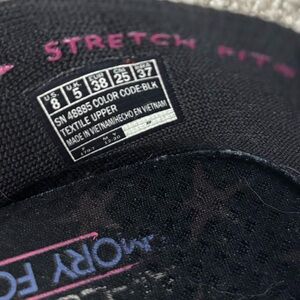 STRETCH FIT
US UK EUR CM
8 5 38 25 37
SN 48885 COLOR CODE-BLK
TEXTILE UPPER
MADE IN VIETNAM/HECHO EN VIETNAM
MORY FO